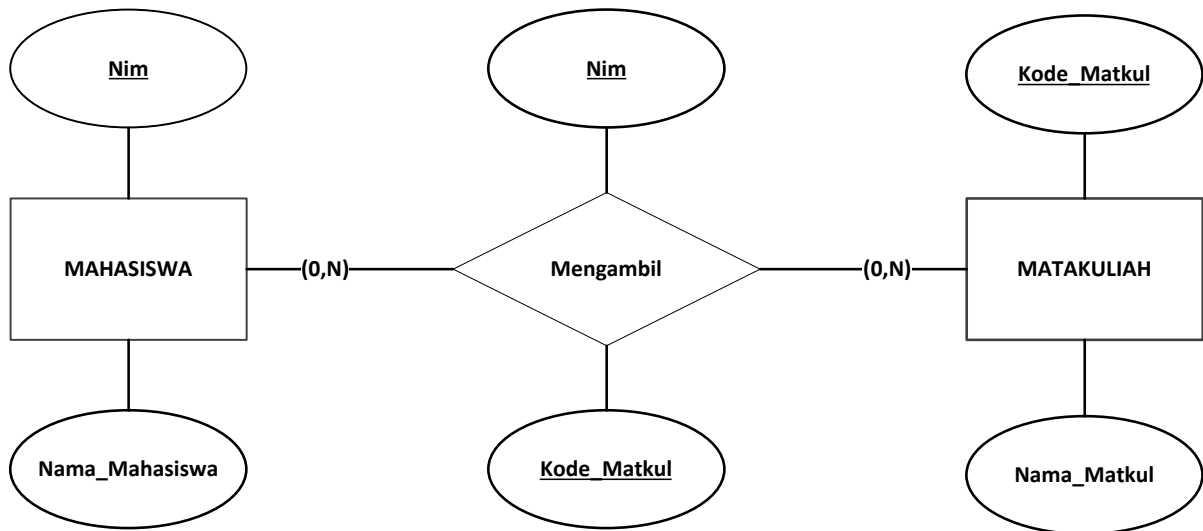 Nim
Nim
Kode_Matkul
MAHASISWA
(0,N)
Mengambil
(0,N)
MATAKULIAH
Nama_Mahasiswa
Kode_Matkul
Nama_Matkul